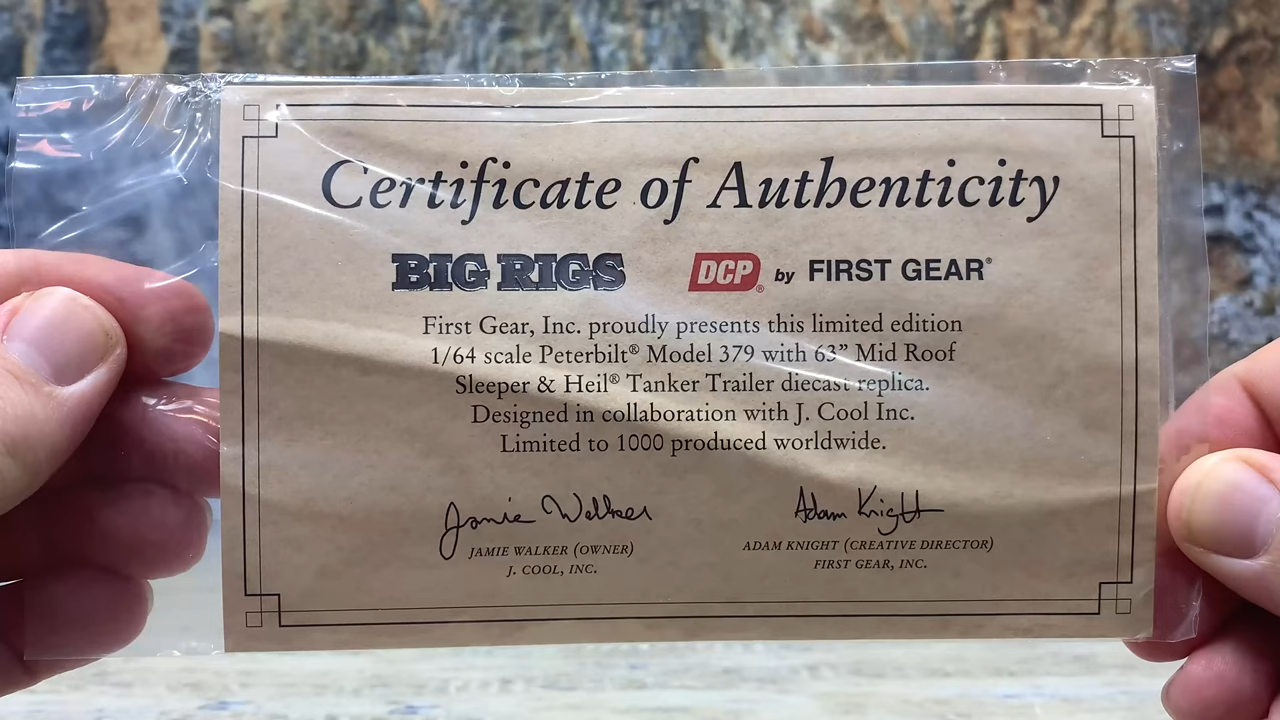 Certificate of Authenticity
BIG RIGS DCP® by FIRST GEAR®
First Gear, Inc. proudly presents this limited edition
1/64 scale Peterbilt® Model 379 with 63” Mid Roof
Sleeper & Heil® Tanker Trailer diecast replica.
Designed in collaboration with J. Cool Inc.
Limited to 1000 produced worldwide.
Jamie Walker Adam Knight
JAMIE WALKER (OWNER) ADAM KNIGHT (CREATIVE DIRECTOR)
J. COOL, INC. FIRST GEAR, INC.